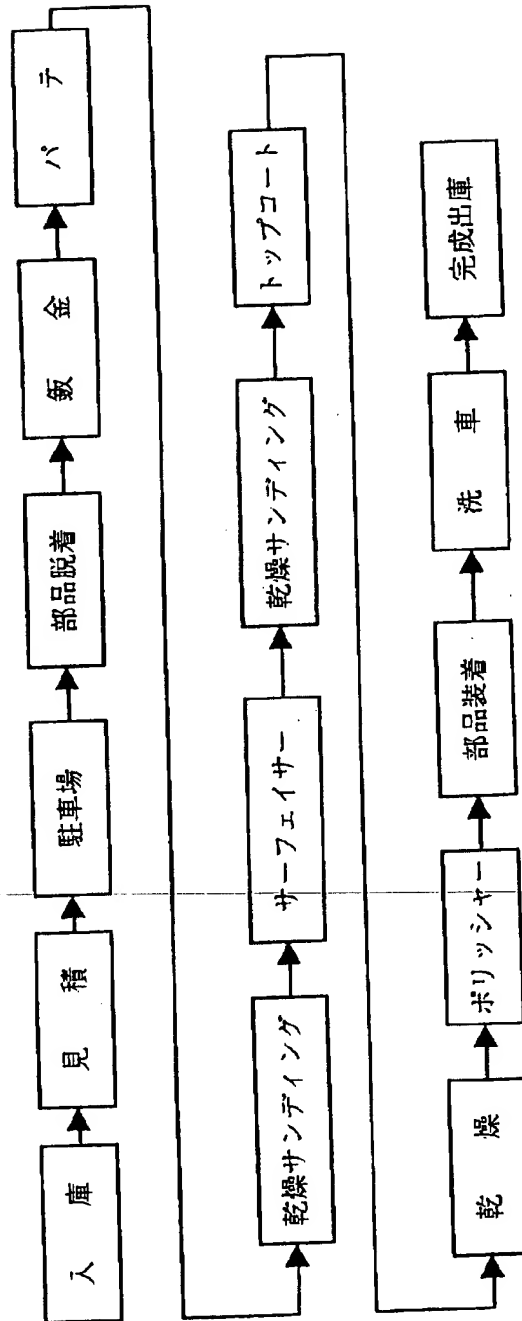 入庫
見積
駐車場
部品脱着
鈑金
パテ
乾燥サンディング
サーフェイサー
乾燥サンディング
トップコート
乾燥
ポリッシャー
部品装着
洗車
完成出庫